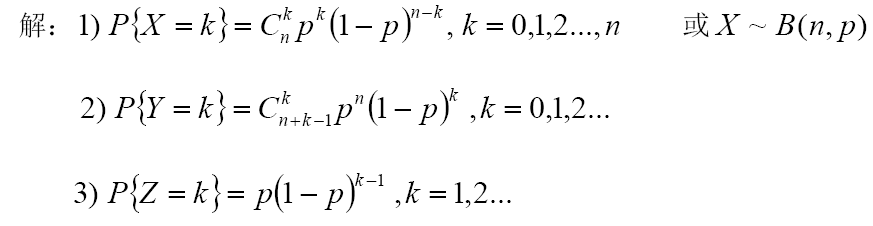 解：1) P{X = k} = C_n^k p^k (1 − p)^{n−k}, k = 0,1,2...,n 或 X ~ B(n, p)
2) P{Y = k} = C_{n+k−1}^k p^n (1 − p)^k , k = 0,1,2...
3) P{Z = k} = p(1 − p)^{k−1} , k = 1,2...